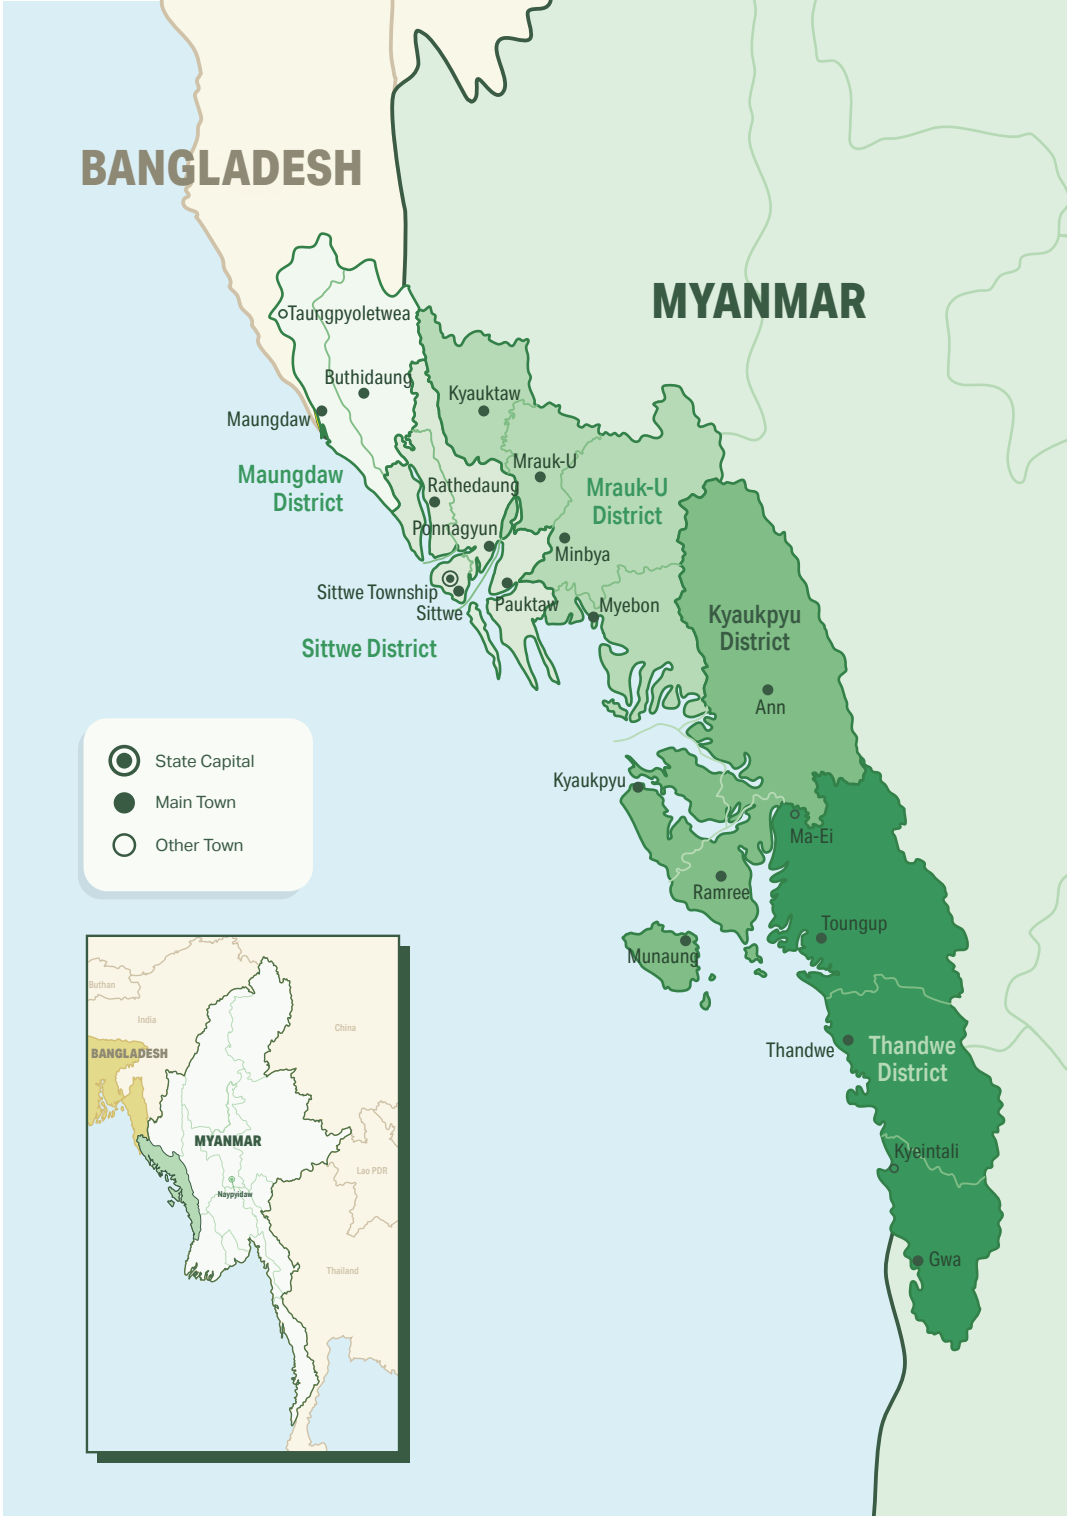 BANGLADESH
MYANMAR
Taungpyoletwea
Buthidaung
Kyauktaw
Maungdaw
Mrauk-U
Maungdaw
District
Rathedaung
Mrauk-U
District
Ponnagyun
Minbya
Sittwe Township
Sittwe
Pauktaw
Myebon
Kyaukpyu
District
Sittwe District
Ann
State Capital
Main Town
Other Town
Kyaukpyu
Ma-Ei
Ramree
Toungup
Munaung
Thandwe
Thandwe
District
Kyeintali
Gwa
Buthan
India
China
BANGLADESH
MYANMAR
Lao PDR
Naypyidaw
Thailand